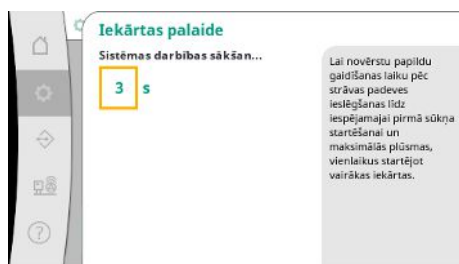 Iekārtas palaide
Sistēmas darbības sākšan...
3 s
Lai novērstu papildu
gaidīšanas laiku pēc
strāvas padeves
ieslēgšanas līdz
iespējamajai pirmā sūkņa
startēšanai un
maksimālās plūsmas,
vienlaikus startējot
vairākas iekārtas.
?